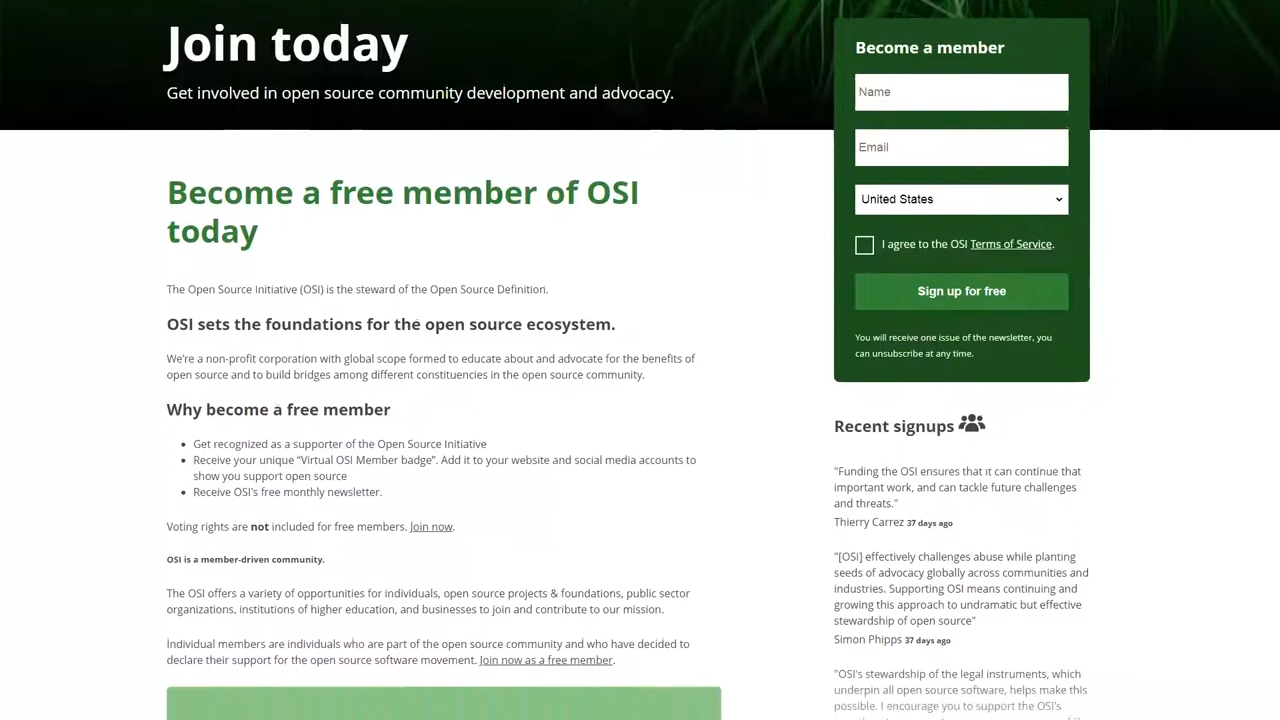 Join today
Get involved in open source community development and advocacy.
Become a free member of OSI
today
The Open Source Initiative (OSI) is the steward of the Open Source Definition.
OSI sets the foundations for the open source ecosystem.
We're a non-profit corporation with global scope formed to educate about and advocate for the benefits of
open source and to build bridges among different constituencies in the open source community.
Why become a free member
• Get recognized as a supporter of the Open Source Initiative
• Receive your unique “Virtual OSI Member badge”. Add it to your website and social media accounts to
show you support open source
• Receive OSI's free monthly newsletter.
Voting rights are not included for free members. Join now.
OSI is a member-driven community.
The OSI offers a variety of opportunities for individuals, open source projects & foundations, public sector
organizations, institutions of higher education, and businesses to join and contribute to our mission.
Individual members are individuals who are part of the open source community and who have decided to
declare their support for the open source software movement. Join now as a free member.
Become a member
Name
Email
United States
I agree to the OSI Terms of Service.
Sign up for free
You will receive one issue of the newsletter, you
can unsubscribe at any time.
Recent signups
"Funding the OSI ensures that it can continue that
important work, and can tackle future challenges
and threats."
Thierry Carrez 37 days ago
"[OSI] effectively challenges abuse while planting
seeds of advocacy globally across communities and
industries. Supporting OSI means continuing and
growing this approach to undramatic but effective
stewardship of open source"
Simon Phipps 37 days ago
"OSI's stewardship of the legal instruments, which
underpin all open source software, helps make this
possible. I encourage you to support the OSI's